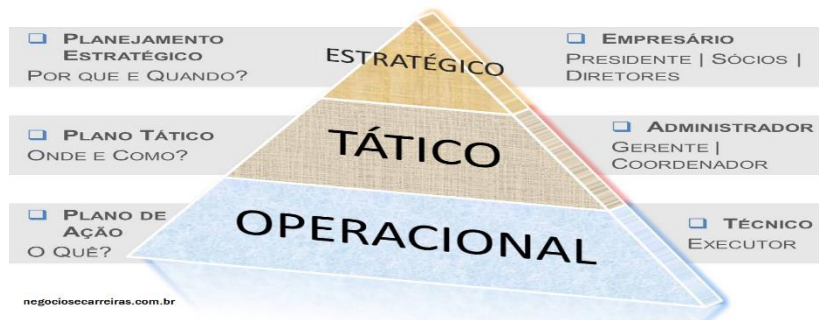 ❑ PLANEJAMENTO
ESTRATÉGICO
POR QUE E QUANDO?
ESTRATÉGICO
❑ EMPRESÁRIO
PRESIDENTE | SÓCIOS |
DIRETORES
❑ PLANO TÁTICO
ONDE E COMO?
TÁTICO
❑ ADMINISTRADOR
GERENTE |
COORDENADOR
❑ PLANO DE
AÇÃO
O QUÊ?
OPERACIONAL
❑ TÉCNICO
EXECUTOR
negociosecarreiras.com.br